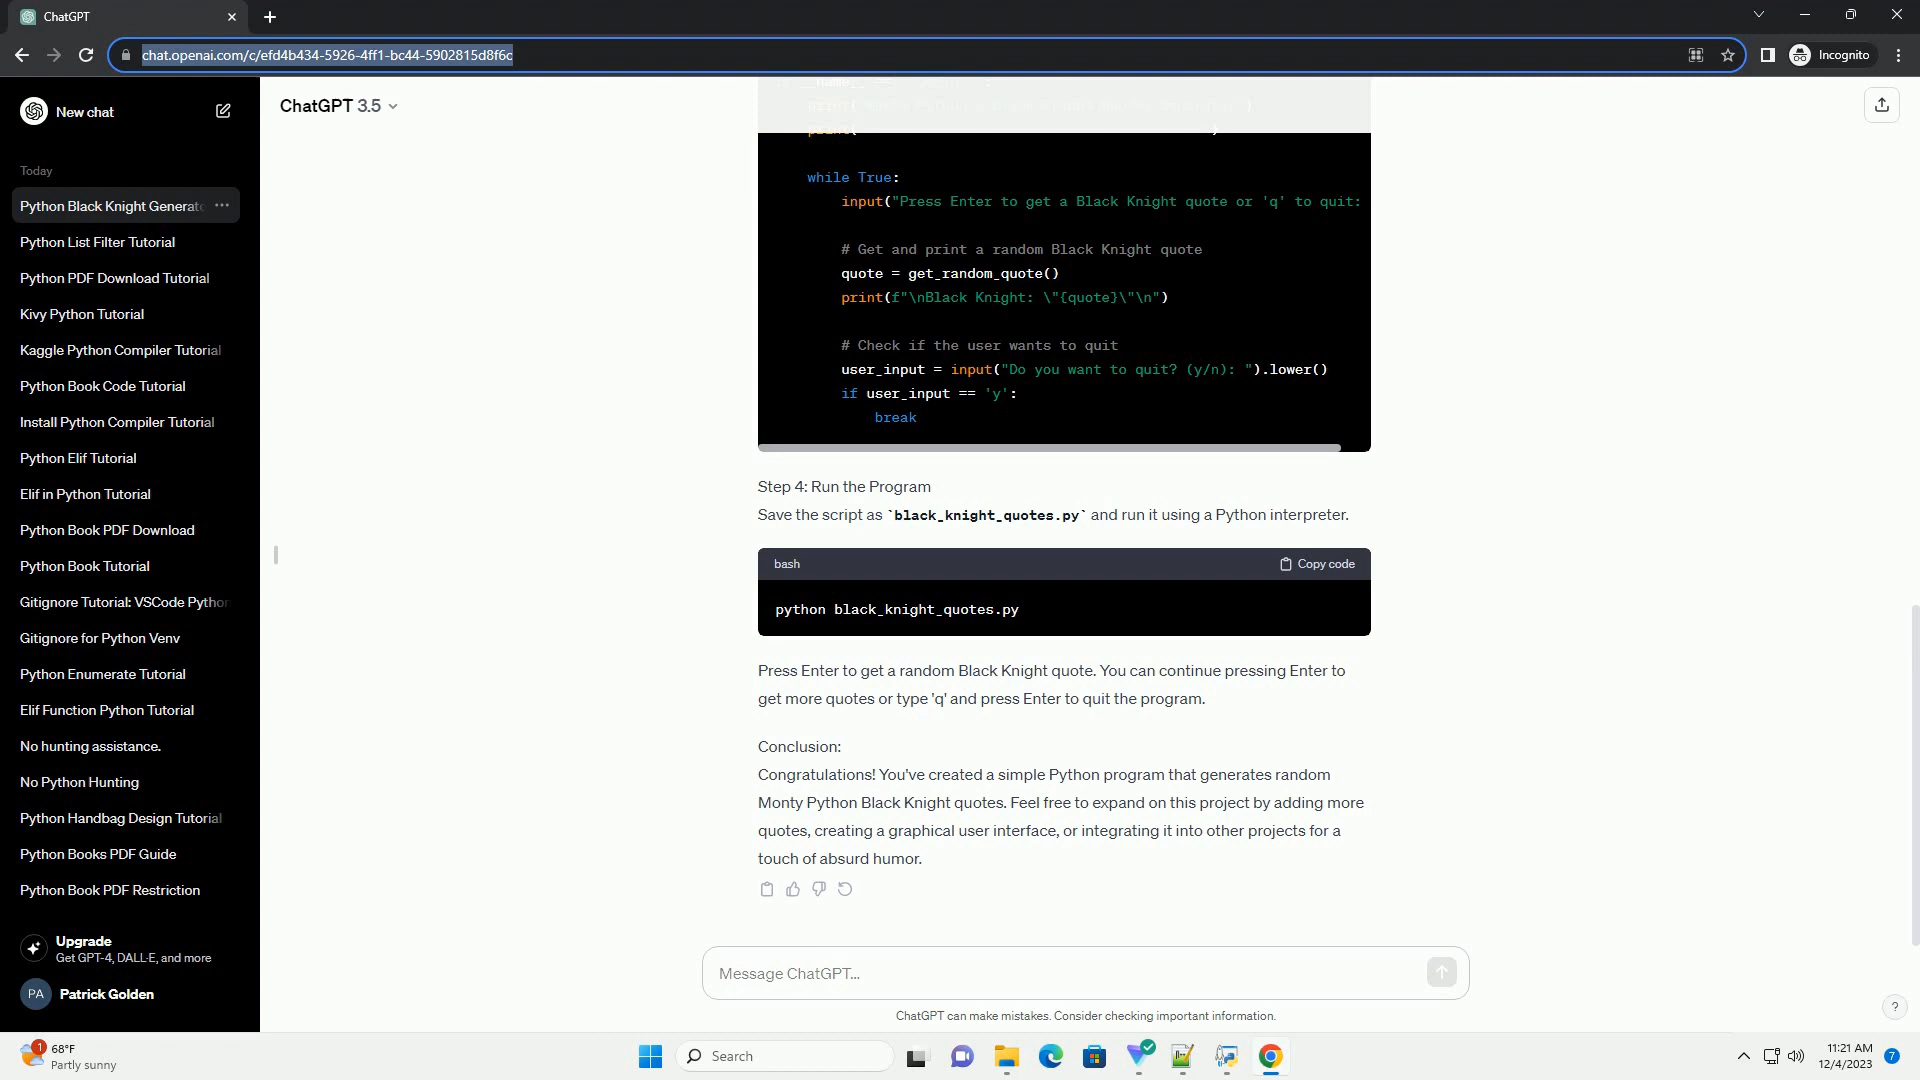 ChatGPT
chat.openai.com/c/efd4b434-5926-4ff1-bc44-5902815d8f6c
Incognito
New chat
Today
Python Black Knight Generat
Python List Filter Tutorial
Python PDF Download Tutorial
Kivy Python Tutorial
Kaggle Python Compiler Tutorial
Python Book Code Tutorial
Install Python Compiler Tutorial
Python Elif Tutorial
Elif in Python Tutorial
Python Book PDF Download
Python Book Tutorial
Gitignore Tutorial: VSCode Python
Gitignore for Python Venv
Python Enumerate Tutorial
Elif Function Python Tutorial
No hunting assistance.
No Python Hunting
Python Handbag Design Tutorial
Python Books PDF Guide
Python Book PDF Restriction
Upgrade
Get GPT-4, DALL·E, and more
PA
Patrick Golden
ChatGPT 3.5
while True:
input("Press Enter to get a Black Knight quote or 'q' to quit:
# Get and print a random Black Knight quote
quote = get_random_quote()
print(f"\nBlack Knight: \"{quote}\"\n")
# Check if the user wants to quit
user_input = input("Do you want to quit? (y/n): ").lower()
if user_input == 'y':
break
Step 4: Run the Program
Save the script as `black_knight_quotes.py` and run it using a Python interpreter.
bash
Copy code
python black_knight_quotes.py
Press Enter to get a random Black Knight quote. You can continue pressing Enter to
get more quotes or type 'q' and press Enter to quit the program.
Conclusion:
Congratulations! You've created a simple Python program that generates random
Monty Python Black Knight quotes. Feel free to expand on this project by adding more
quotes, creating a graphical user interface, or integrating it into other projects for a
touch of absurd humor.
Message ChatGPT...
ChatGPT can make mistakes. Consider checking important information.
?
1
68°F
Partly sunny
Search
11:21 AM
12/4/2023
7